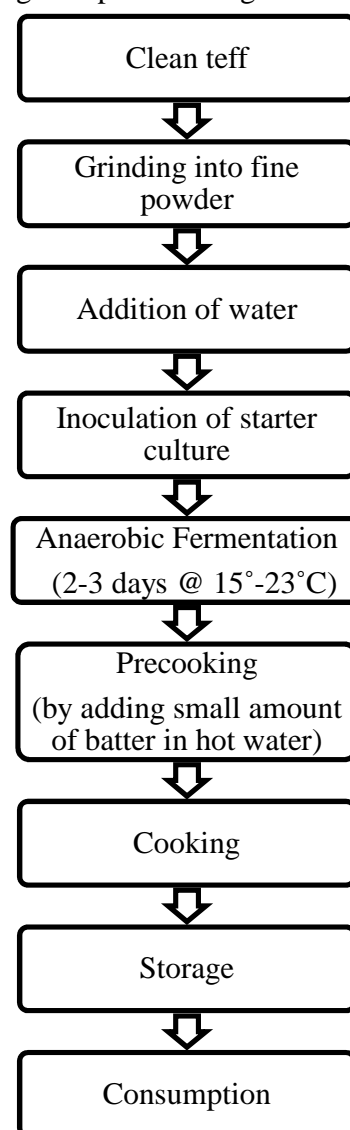 Clean teff
Grinding into fine
powder
Addition of water
Inoculation of starter
culture
Anaerobic Fermentation
(2-3 days @ 15˚-23˚C)
Precooking
(by adding small amount
of batter in hot water)
Cooking
Storage
Consumption